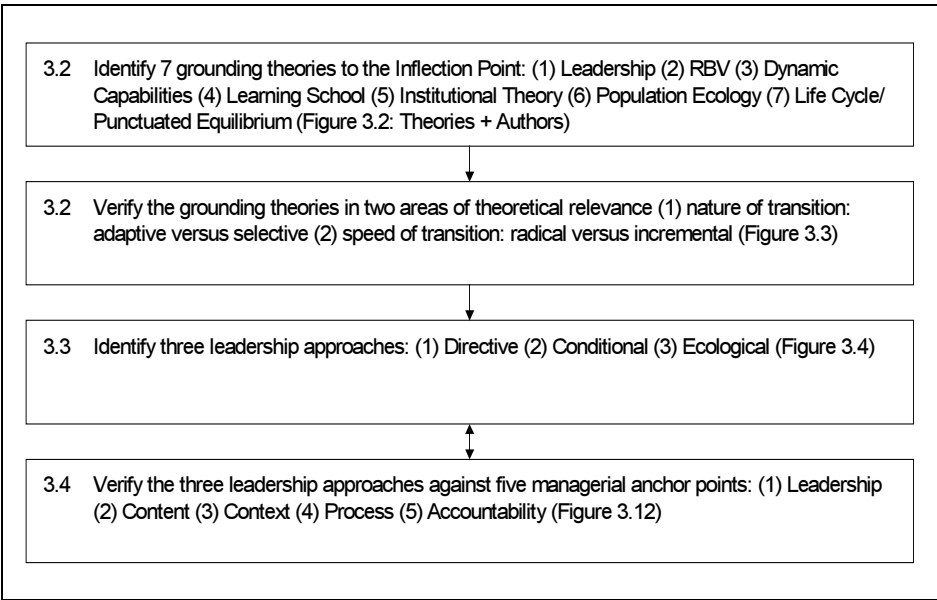 3.2 Identify 7 grounding theories to the Inflection Point: (1) Leadership (2) RBV (3) Dynamic
Capabilities (4) Learning School (5) Institutional Theory (6) Population Ecology (7) Life Cycle/
Punctuated Equilibrium (Figure 3.2: Theories + Authors)
3.2 Verify the grounding theories in two areas of theoretical relevance (1) nature of transition:
adaptive versus selective (2) speed of transition: radical versus incremental (Figure 3.3)
3.3 Identify three leadership approaches: (1) Directive (2) Conditional (3) Ecological (Figure 3.4)
3.4 Verify the three leadership approaches against five managerial anchor points: (1) Leadership
(2) Content (3) Context (4) Process (5) Accountability (Figure 3.12)